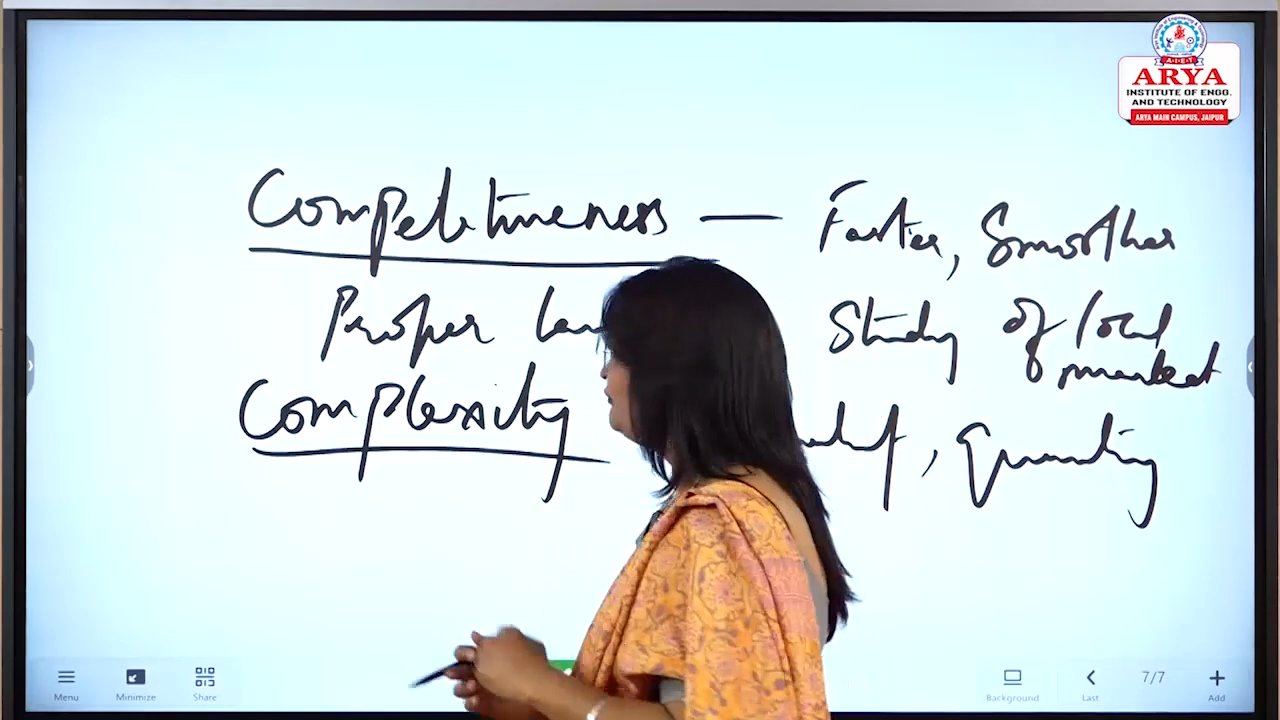 ARYA
INSTITUTE OF ENGG.
AND TECHNOLOGY
ARYA MAIN CAMPUS, JAIPUR
A.I.E.T
Competitiveness — Faster, Smoother
Proper Study of local market
Complexity , Quantity
Menu
Minimize
Share
Background
Last
7/7
Add